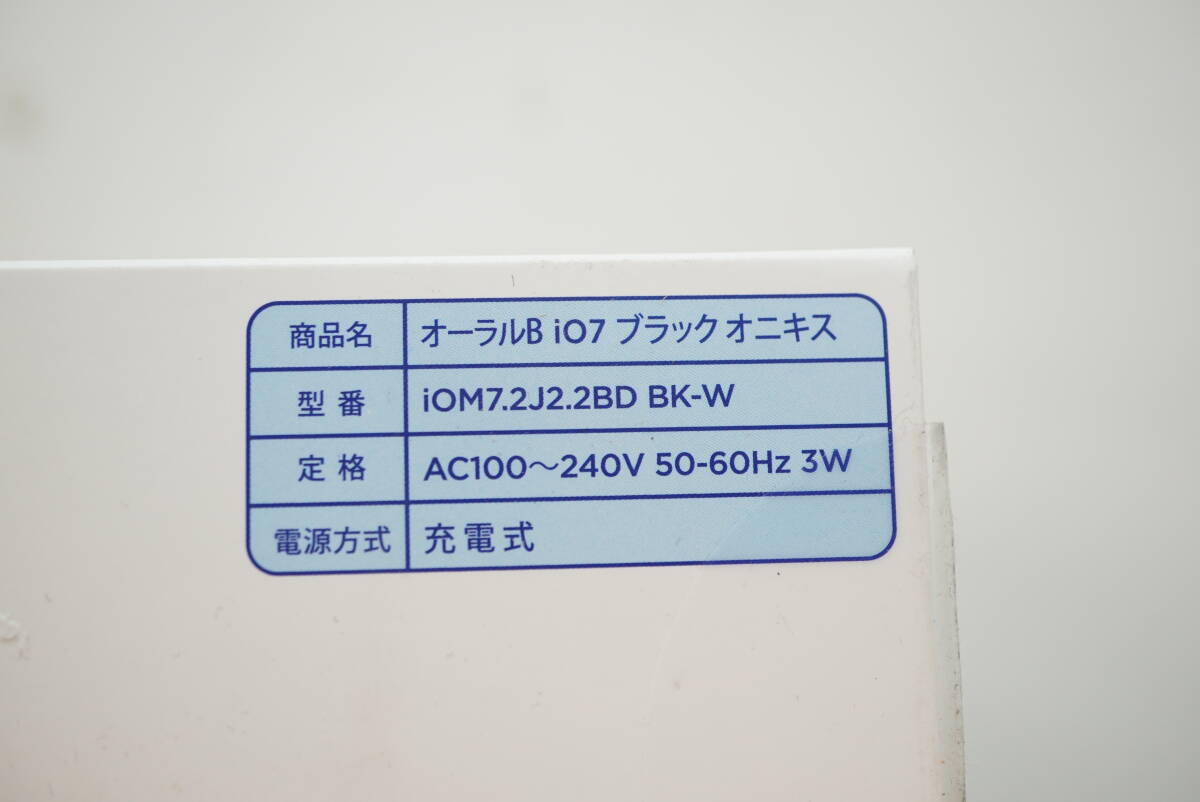 商品名 オーラルB iO7 ブラック オニキス
型番 iOM7.2J2.2BD BK-W
定格 AC100～240V 50-60Hz 3W
電源方式 充電式